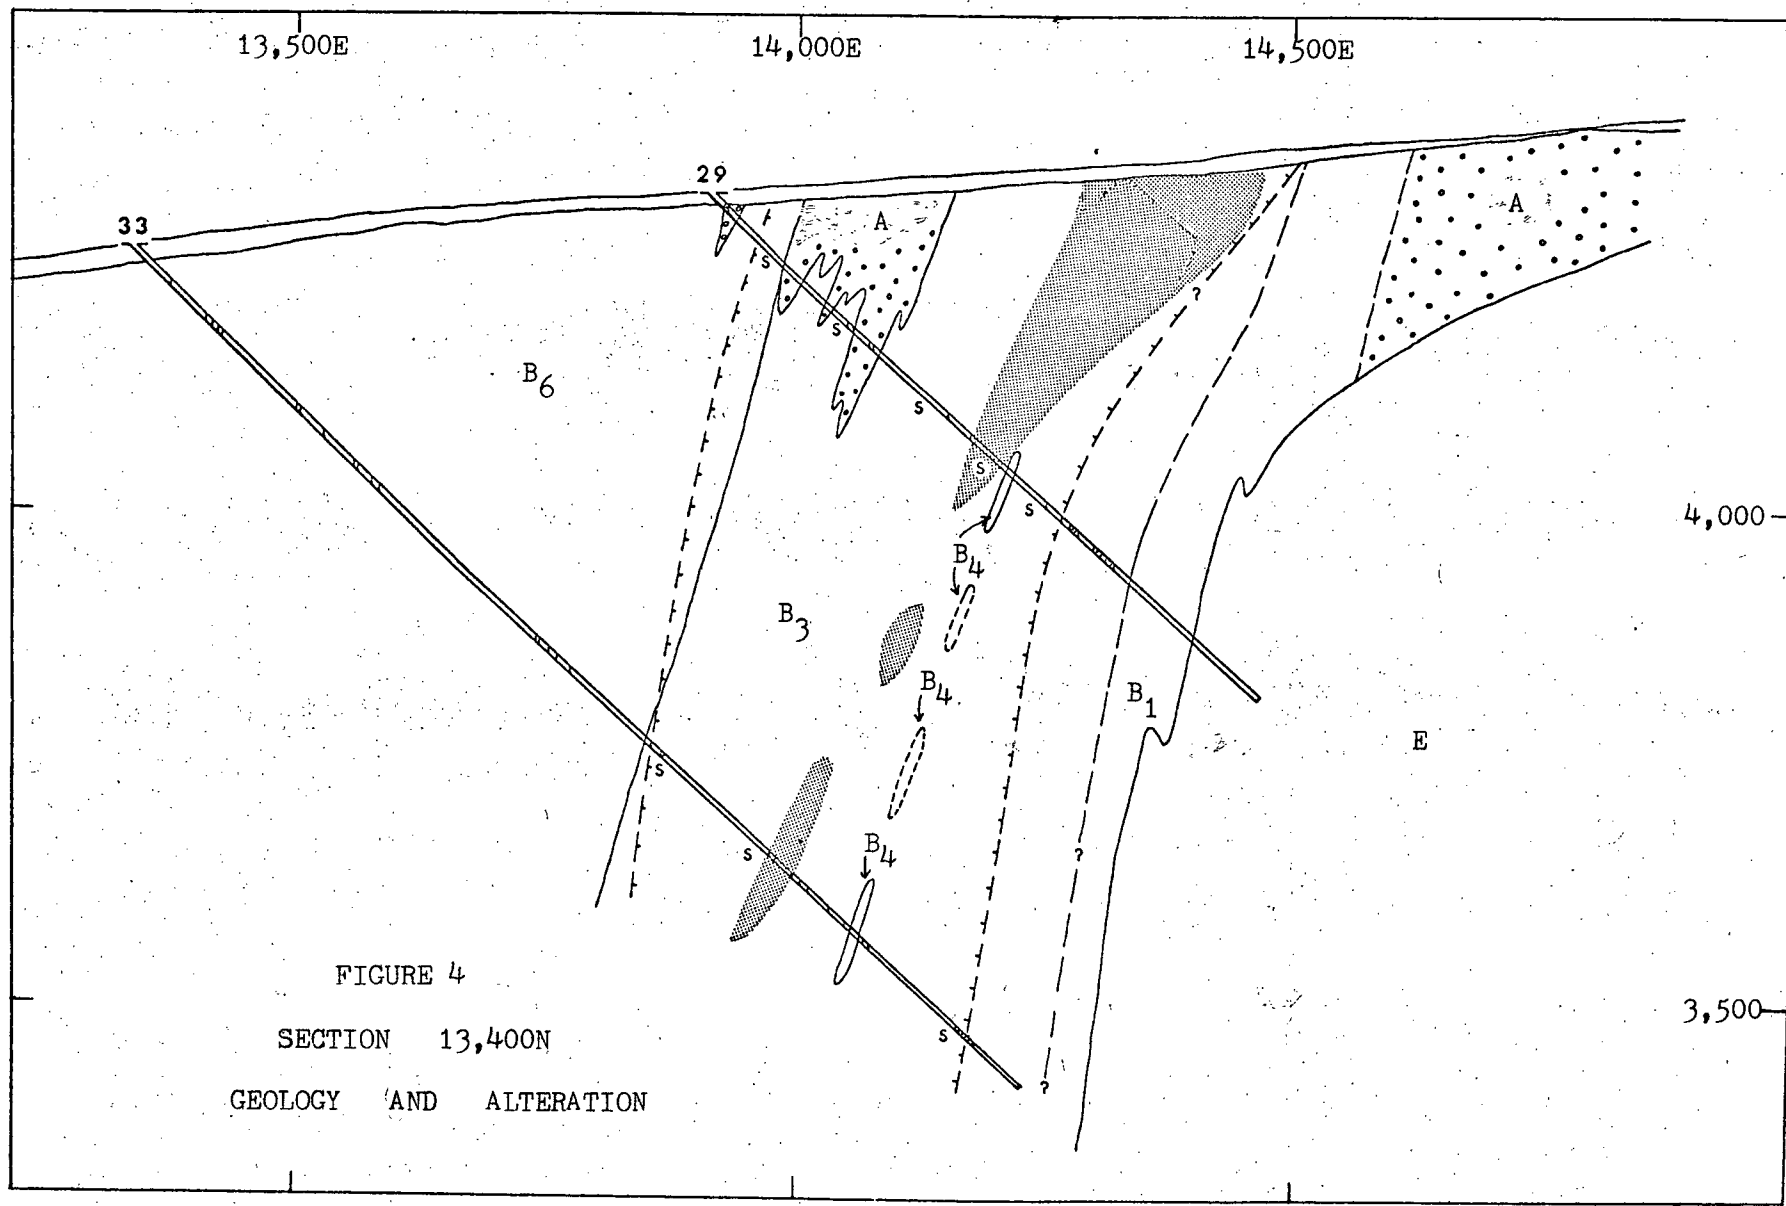 13,500E 14,000E 14,500E
29
33
A
A
?
B6
s
s
s
s
s
4,000
B4
B3
B4
B1
E
s
s
B4
?
FIGURE 4
3,500
SECTION 13,400N
s
?
GEOLOGY AND ALTERATION